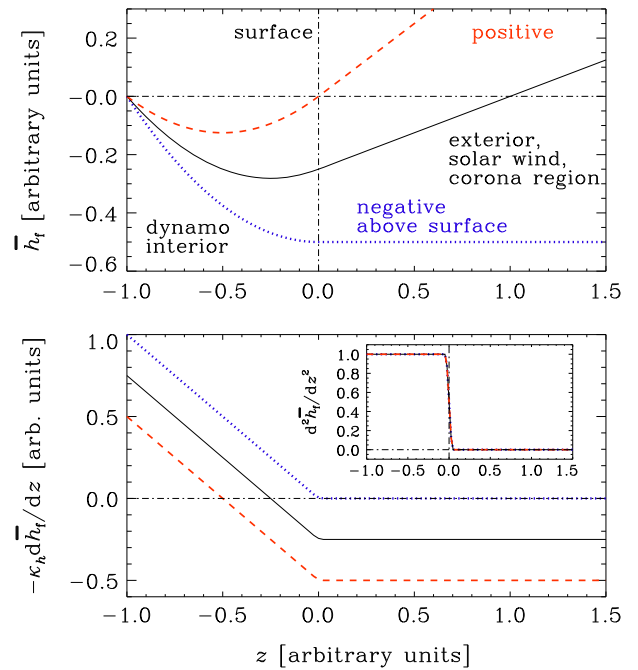 0.2
-0.0
-0.2
-0.4
-0.6
h̅_f [arbitrary units]
surface
positive
exterior,
solar wind,
corona region
dynamo
interior
negative
above surface
-1.0 -0.5 0.0 0.5 1.0 1.5
1.0
0.5
0.0
-0.5
-κ_h dh̅_f/dz [arb. units]
1.0
0.8
0.6
0.4
0.2
0.0
d²h̅_f/dz²
-1.0 -0.5 0.0 0.5 1.0 1.5
-1.0 -0.5 0.0 0.5 1.0 1.5
z [arbitrary units]